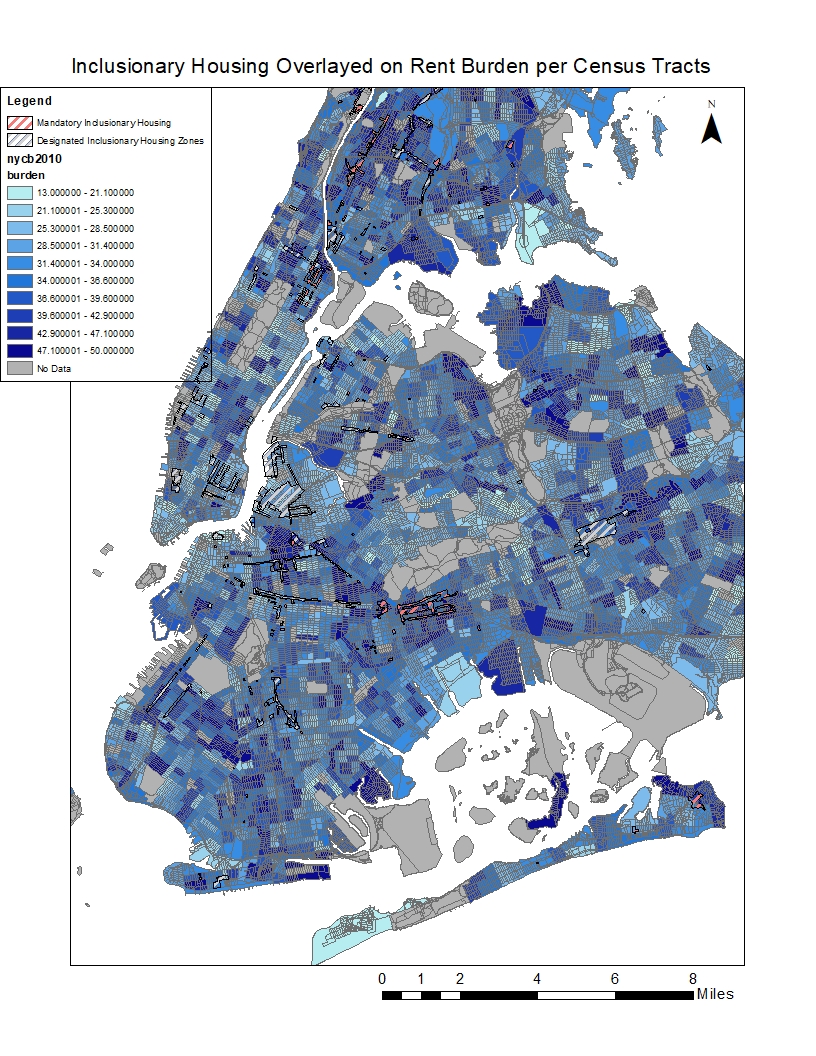 Inclusionary Housing Overlayed on Rent Burden per Census Tracts
Legend
Mandatory Inclusionary Housing
Designated Inclusionary Housing Zones
nycb2010
burden
13.000000 - 21.100000
21.100001 - 25.300000
25.300001 - 28.500000
28.500001 - 31.400000
31.400001 - 34.000000
34.000001 - 36.600000
36.600001 - 39.600000
39.600001 - 42.900000
42.900001 - 47.100000
47.100001 - 50.000000
No Data
N
0 1 2 4 6 8
Miles